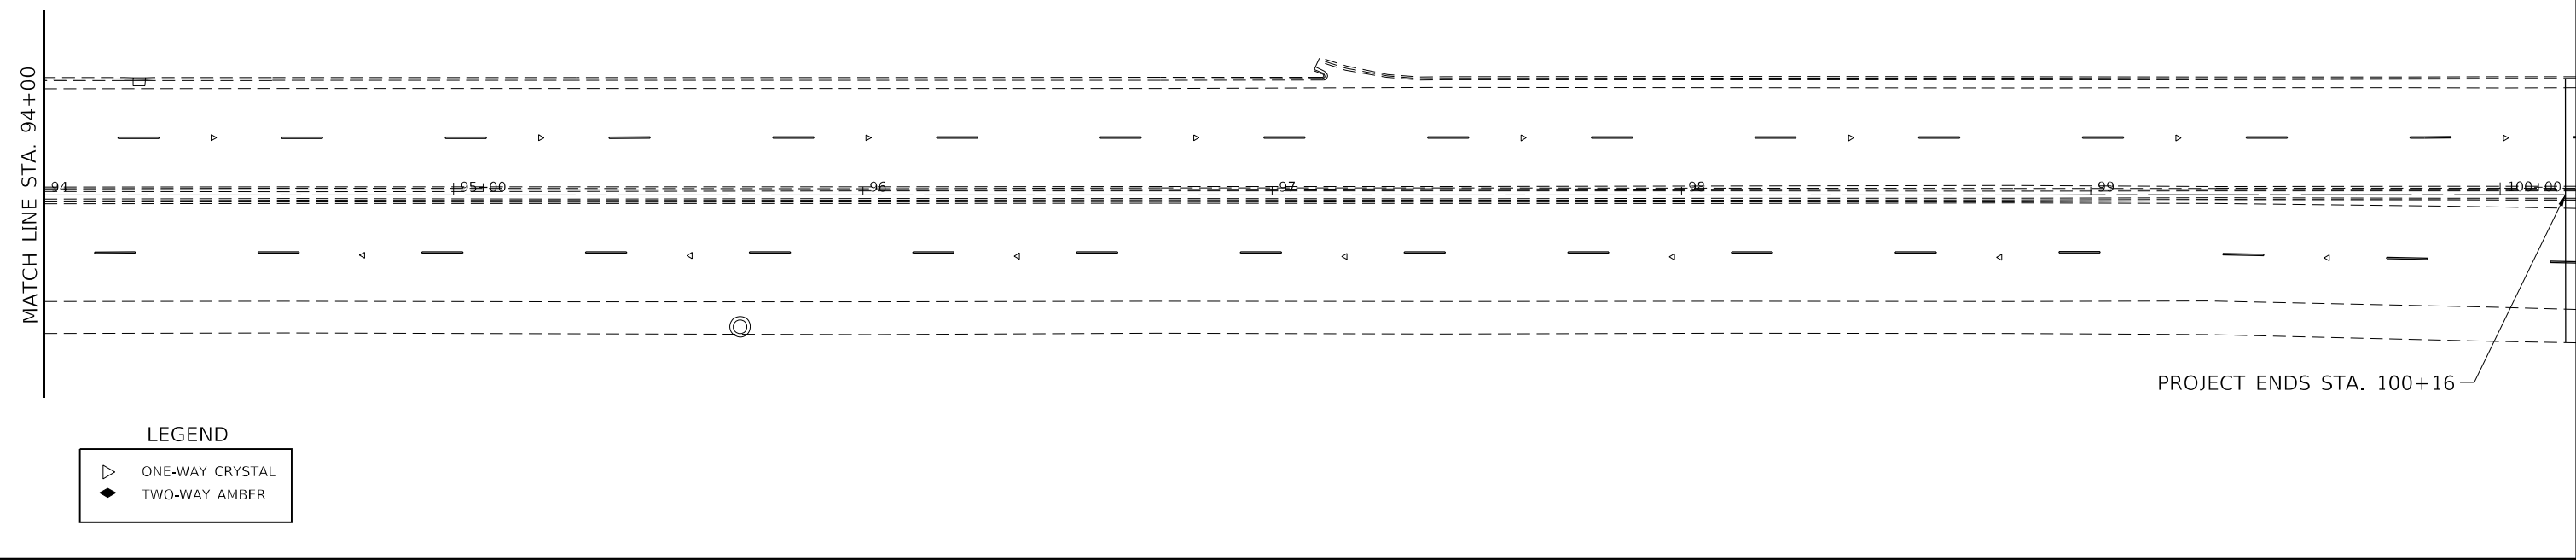 MATCH LINE STA. 94+00
94
95+00
96
97
98
99
100+00
PROJECT ENDS STA. 100+16
LEGEND
ONE-WAY CRYSTAL
TWO-WAY AMBER